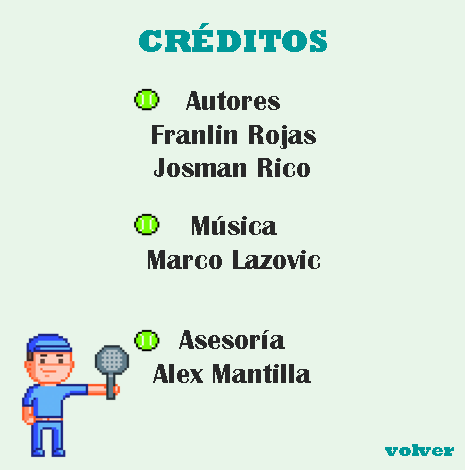 CRÉDITOS
Autores
Franlin Rojas
Josman Rico
Música
Marco Lazovic
Asesoría
Alex Mantilla
volver